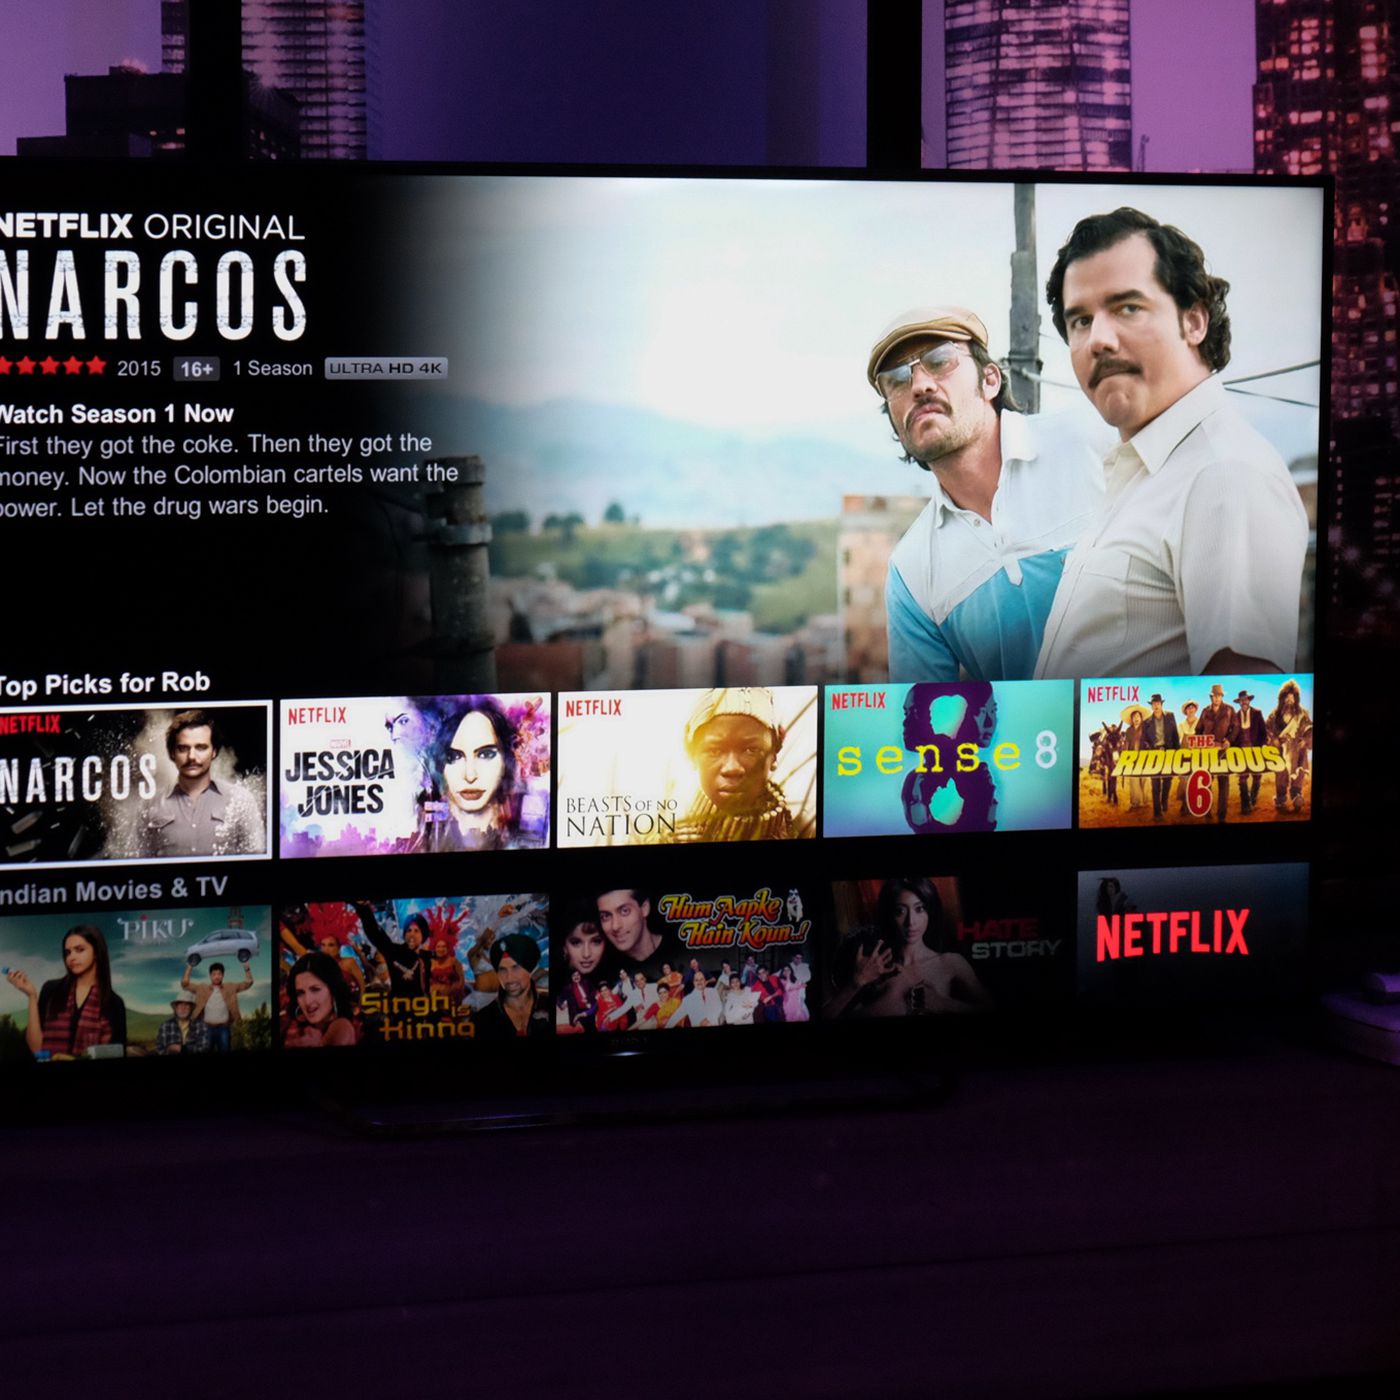 NETFLIX ORIGINAL
NARCOS
2015 16+ 1 Season ULTRA HD 4K
Watch Season 1 Now
First they got the coke. Then they got the
money. Now the Colombian cartels want the
power. Let the drug wars begin.
Top Picks for Rob
NETFLIX
NARCOS
NETFLIX
MARVEL
JESSICA
JONES
NETFLIX
BEASTS OF NO
NATION
NETFLIX
sense8
NETFLIX
THE
RIDICULOUS
6
Indian Movies & TV
PIKU
Singh is
Kinng
Hum Aapke
Hain Koun..!
HATE
STORY
NETFLIX
SONY